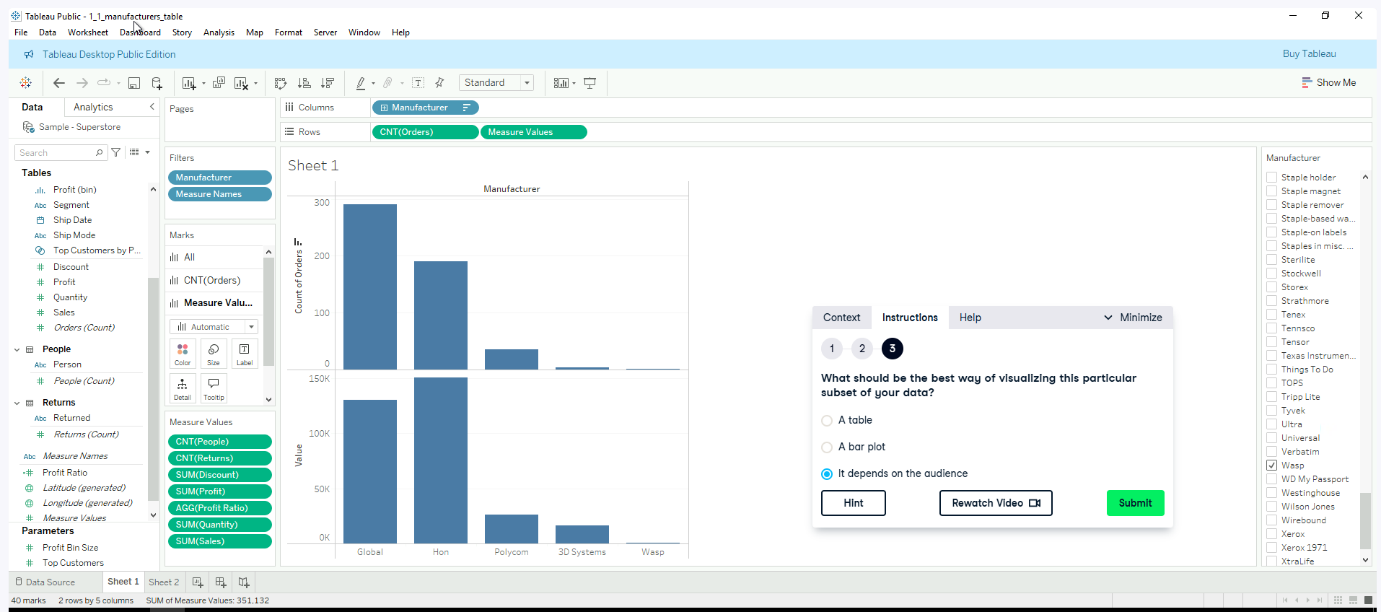 Tableau Public - 1_1_manufacturers_table
File Data Worksheet Dashboard Story Analysis Map Format Server Window Help
Tableau Desktop Public Edition
Buy Tableau
Standard
Show Me
Data
Analytics
Sample - Superstore
Search
Tables
Profit (bin)
Abc Segment
Ship Date
Abc Ship Mode
Top Customers by P...
Discount
Profit
Quantity
Sales
Orders (Count)
People
Abc Person
People (Count)
Returns
Abc Returned
Returns (Count)
Abc Measure Names
Profit Ratio
Latitude (generated)
Longitude (generated)
Measure Values
Parameters
Profit Bin Size
Top Customers
Pages
Filters
Manufacturer
Measure Names
Marks
All
CNT(Orders)
Measure Valu...
Automatic
Color
Size
Label
Detail
Tooltip
Measure Values
CNT(People)
CNT(Returns)
SUM(Discount)
SUM(Profit)
AGG(Profit Ratio)
SUM(Quantity)
SUM(Sales)
Columns
Manufacturer
Rows
CNT(Orders)
Measure Values
Sheet 1
Manufacturer
300
200
100
0
Count of Orders
150K
100K
50K
0K
Value
Global
Hon
Polycom
3D Systems
Wasp
Context
Instructions
Help
Minimize
1
2
3
What should be the best way of visualizing this particular
subset of your data?
A table
A bar plot
It depends on the audience
Hint
Rewatch Video
Submit
Manufacturer
Staple holder
Staple magnet
Staple remover
Staple-based wa...
Staple-on labels
Staples in misc. ...
Sterilite
Stockwell
Storex
Strathmore
Tenex
Tennsco
Tensor
Texas Instrumen...
Things To Do
TOPS
Tripp Lite
Tyvek
Ultra
Universal
Verbatim
Wasp
WD My Passport
Westinghouse
Wilson Jones
Wirebound
Xerox
Xerox 1971
XtraLife
Data Source
Sheet 1
Sheet 2
40 marks
2 rows by 5 columns
SUM of Measure Values: 351,132